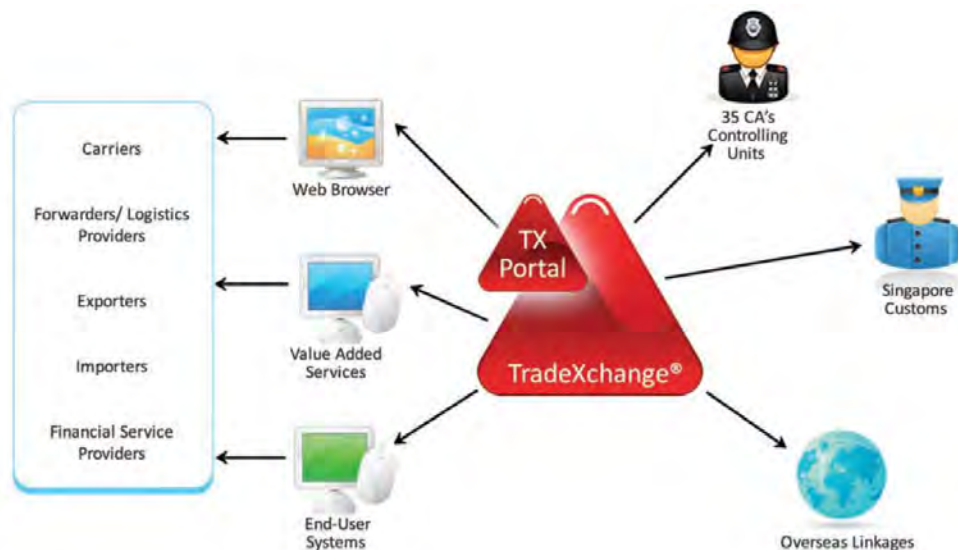 Carriers
Forwarders/ Logistics
Providers
Exporters
Importers
Financial Service
Providers
Web Browser
Value Added
Services
End-User
Systems
TX
Portal
TradeXchange®
35 CA's
Controlling
Units
Singapore
Customs
Overseas Linkages